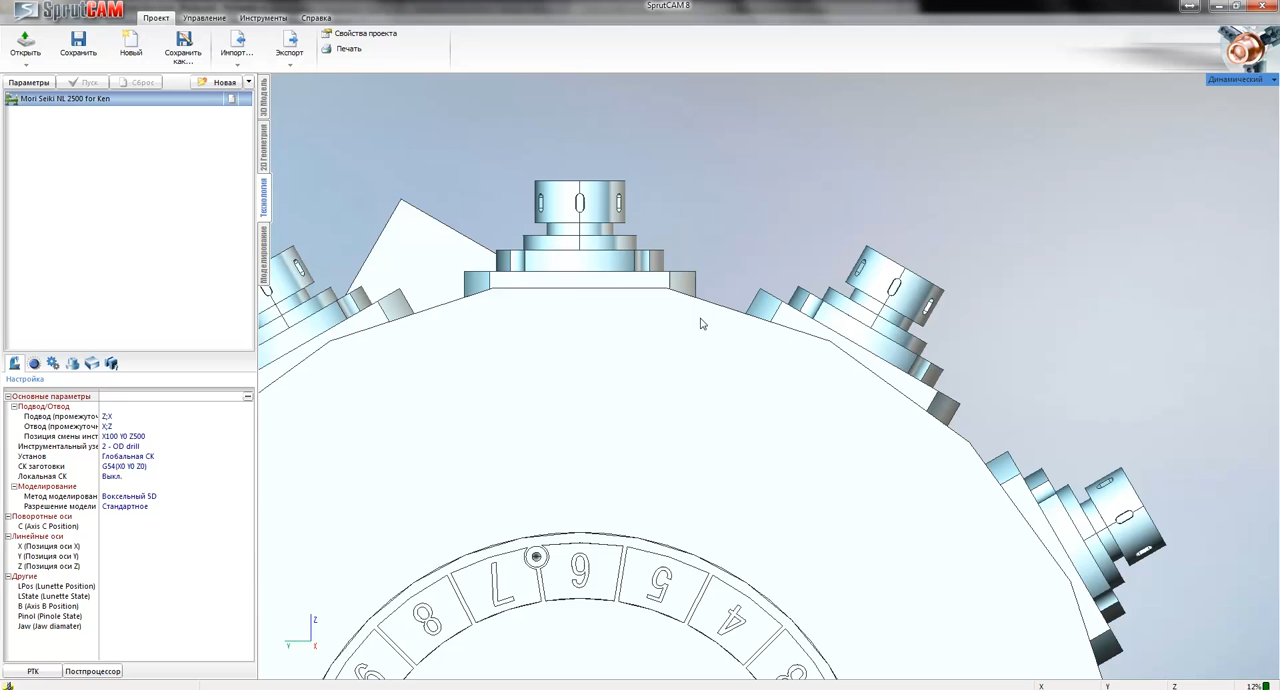 SprutCAM 8
SprutCAM
Проект Управление Инструменты Справка
Открыть Сохранить Новый Сохранить как... Импорт... Экспорт
Свойства проекта
Печать
Параметры Пуск Сброс Новая
Динамический
Mori Seiki NL 2500 for Ken
3D Модель
2D Геометрия
Технология
Моделирование
Настройка
Основные параметры
Подвод/Отвод
Подвод (промежуточ Z;X
Отвод (промежуточ X;Z
Позиция смены инст X100 Y0 Z500
Инструментальный узе 2 - OD drill
Установ Глобальная СК
СК заготовки G54(X0 Y0 Z0)
Локальная СК Выкл.
Моделирование
Метод моделирован Воксельный 5D
Разрешение модели Стандартное
Поворотные оси
C (Axis C Position)
Линейные оси
X (Позиция оси X)
Y (Позиция оси Y)
Z (Позиция оси Z)
Другие
LPos (Lunette Position)
LState (Lunette State)
B (Axis B Position)
Pinol (Pinole State)
Jaw (Jaw diamater)
8 7 6 5 4
Z
Y X
РТК Постпроцессор
X Y Z 12%